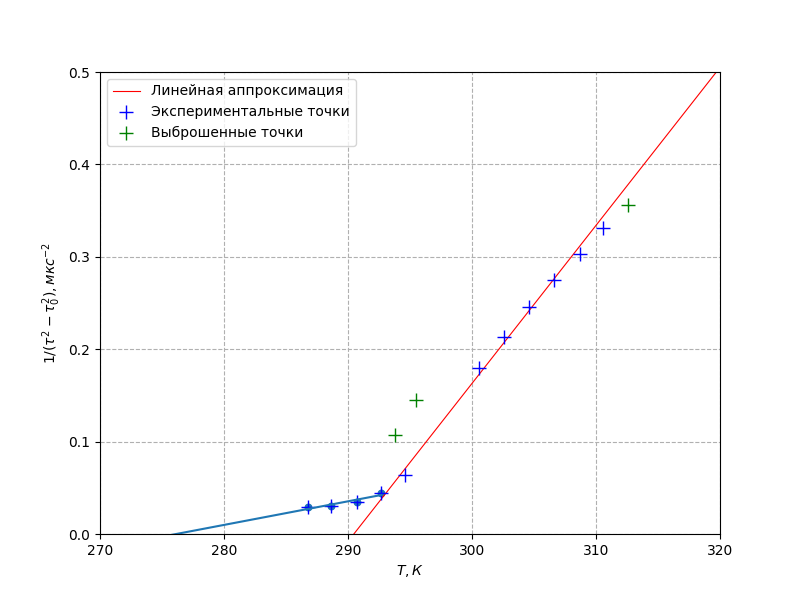 0.5
Линейная аппроксимация
Экспериментальные точки
Выброшенные точки
0.4
0.3
0.2
0.1
0.0
1/(τ² − τ₀²), мкс⁻²
270
280
290
300
310
320
T, К